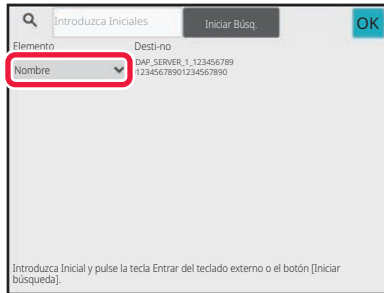 Introduzca Iniciales
Iniciar Búsq.
OK
Elemento
Desti-no
Nombre
DAP_SERVER_1_123456789
12345678901234567890
Introduzca Inicial y pulse la tecla Entrar del teclado externo o el botón [Iniciar
búsqueda].